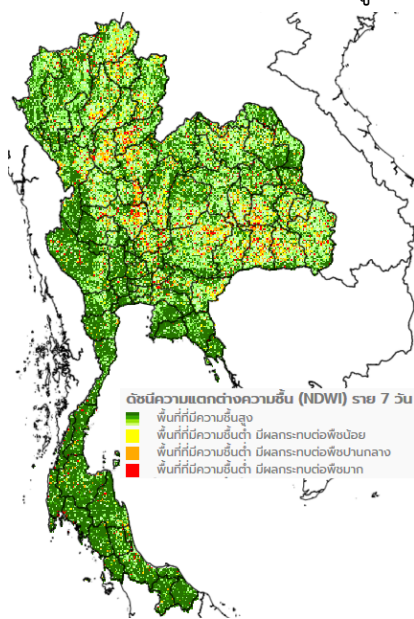 ดัชนีความแตกต่างความชื้น (NDWI) ราย 7 วัน
พื้นที่ที่มีความชื้นสูง
พื้นที่ที่มีความชื้นต่ำ มีผลกระทบต่อพืชน้อย
พื้นที่ที่มีความชื้นต่ำ มีผลกระทบต่อพืชปานกลาง
พื้นที่ที่มีความชื้นต่ำ มีผลกระทบต่อพืชมาก